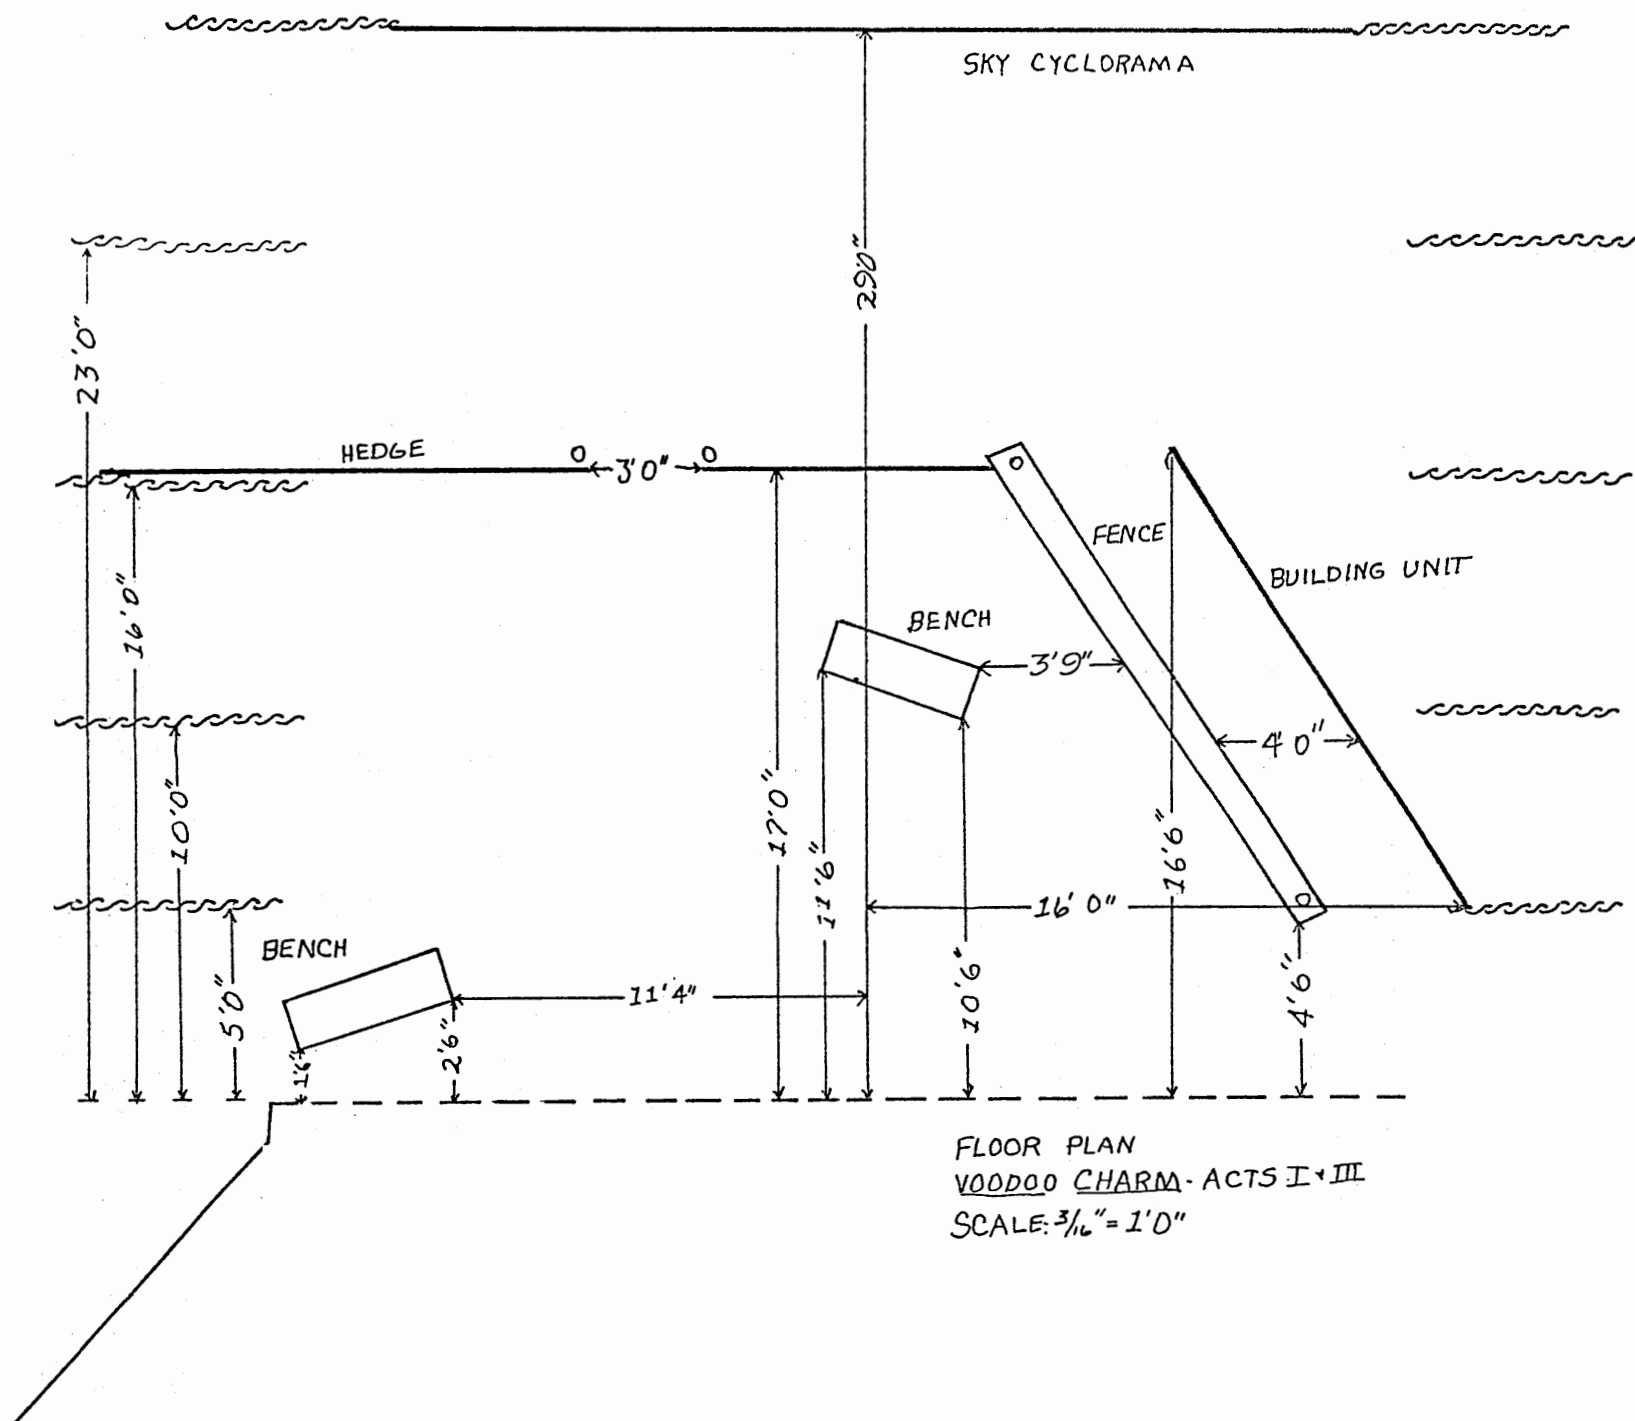 SKY CYCLORAMA
29'0"
23'0"
HEDGE
3'0"
FENCE
BUILDING UNIT
16'0"
BENCH
3'9"
4'0"
10'0"
17'0"
11'6"
16'6"
16'0"
BENCH
5'0"
11'4"
10'6"
4'6"
1'6"
2'6"
FLOOR PLAN
VOODOO CHARM - ACTS I & III
SCALE: 3/16" = 1'0"